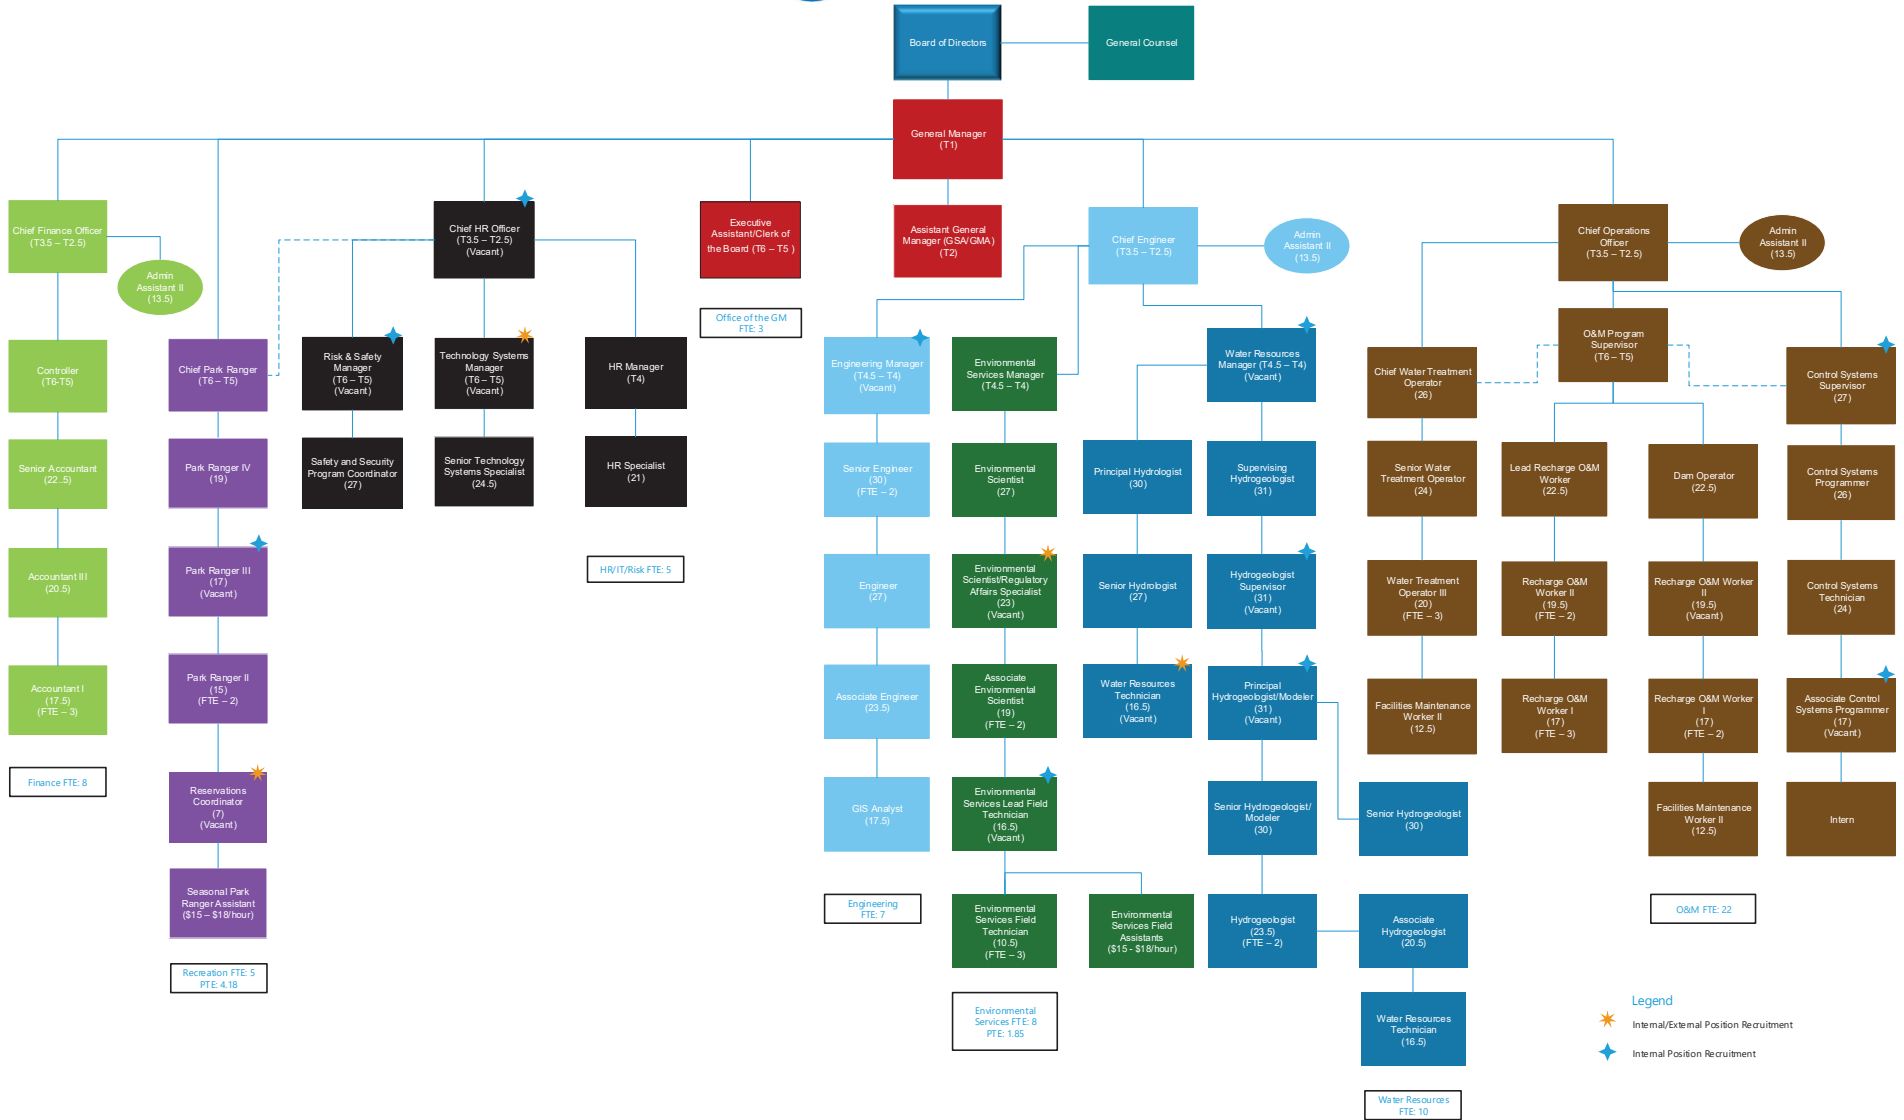 Board of Directors
General Counsel
General Manager
(T1)
Chief Finance Officer
(T3.5 – T2.5)
Admin
Assistant II
(13.5)
Chief HR Officer
(T3.5 – T2.5)
(Vacant)
Executive
Assistant/Clerk of
the Board (T6 – T5 )
Assistant General
Manager (GSA/GMA)
(T2)
Chief Engineer
(T3.5 – T2.5)
Admin
Assistant II
(13.5)
Chief Operations
Officer
(T3.5 – T2.5)
Admin
Assistant II
(13.5)
Office of the GM
FTE: 3
Controller
(T6-T5)
Chief Park Ranger
(T6 – T5)
Risk & Safety
Manager
(T6 – T5)
(Vacant)
Technology Systems
Manager
(T6 – T5)
(Vacant)
HR Manager
(T4)
Engineering Manager
(T4.5 – T4)
(Vacant)
Environmental
Services Manager
(T4.5 – T4)
Water Resources
Manager (T4.5 – T4)
(Vacant)
Chief Water Treatment
Operator
(26)
O&M Program
Supervisor
(T6 – T5)
Control Systems
Supervisor
(27)
Senior Accountant
(22..5)
Park Ranger IV
(19)
Safety and Security
Program Coordinator
(27)
Senior Technology
Systems Specialist
(24.5)
HR Specialist
(21)
Senior Engineer
(30)
(FTE – 2)
Environmental
Scientist
(27)
Principal Hydrologist
(30)
Supervising
Hydrogeologist
(31)
Senior Water
Treatment Operator
(24)
Lead Recharge O&M
Worker
(22.5)
Dam Operator
(22.5)
Control Systems
Programmer
(26)
Accountant III
(20.5)
Park Ranger III
(17)
(Vacant)
HR/IT/Risk FTE: 5
Engineer
(27)
Environmental
Scientist/Regulatory
Affairs Specialist
(23)
(Vacant)
Senior Hydrologist
(27)
Hydrogeologist
Supervisor
(31)
(Vacant)
Water Treatment
Operator III
(20)
(FTE – 3)
Recharge O&M
Worker II
(19.5)
(FTE – 2)
Recharge O&M Worker
II
(19.5)
(Vacant)
Control Systems
Technician
(24)
Accountant I
(17.5)
(FTE – 3)
Park Ranger II
(15)
(FTE – 2)
Associate Engineer
(23.5)
Associate
Environmental
Scientist
(19)
(FTE – 2)
Water Resources
Technician
(16.5)
(Vacant)
Principal
Hydrogeologist/Modeler
(31)
(Vacant)
Facilities Maintenance
Worker II
(12.5)
Recharge O&M
Worker I
(17)
(FTE – 3)
Recharge O&M Worker
I
(17)
(FTE – 2)
Associate Control
Systems Programmer
(17)
(Vacant)
Finance FTE: 8
Reservations
Coordinator
(7)
(Vacant)
GIS Analyst
(17.5)
Environmental
Services Lead Field
Technician
(16.5)
(Vacant)
Senior Hydrogeologist/
Modeler
(30)
Senior Hydrogeologist
(30)
Facilities Maintenance
Worker II
(12.5)
Intern
Seasonal Park
Ranger Assistant
($15 – $18/hour)
Engineering
FTE: 7
Environmental
Services Field
Technician
(10.5)
(FTE – 3)
Environmental
Services Field
Assistants
($15 - $18/hour)
Hydrogeologist
(23.5)
(FTE – 2)
Associate
Hydrogeologist
(20.5)
O&M FTE: 22
Recreation FTE: 5
PTE: 4.18
Environmental
Services FTE: 8
PTE: 1.85
Water Resources
Technician
(16.5)
Legend
Internal/External Position Recruitment
Internal Position Recruitment
Water Resources
FTE: 10